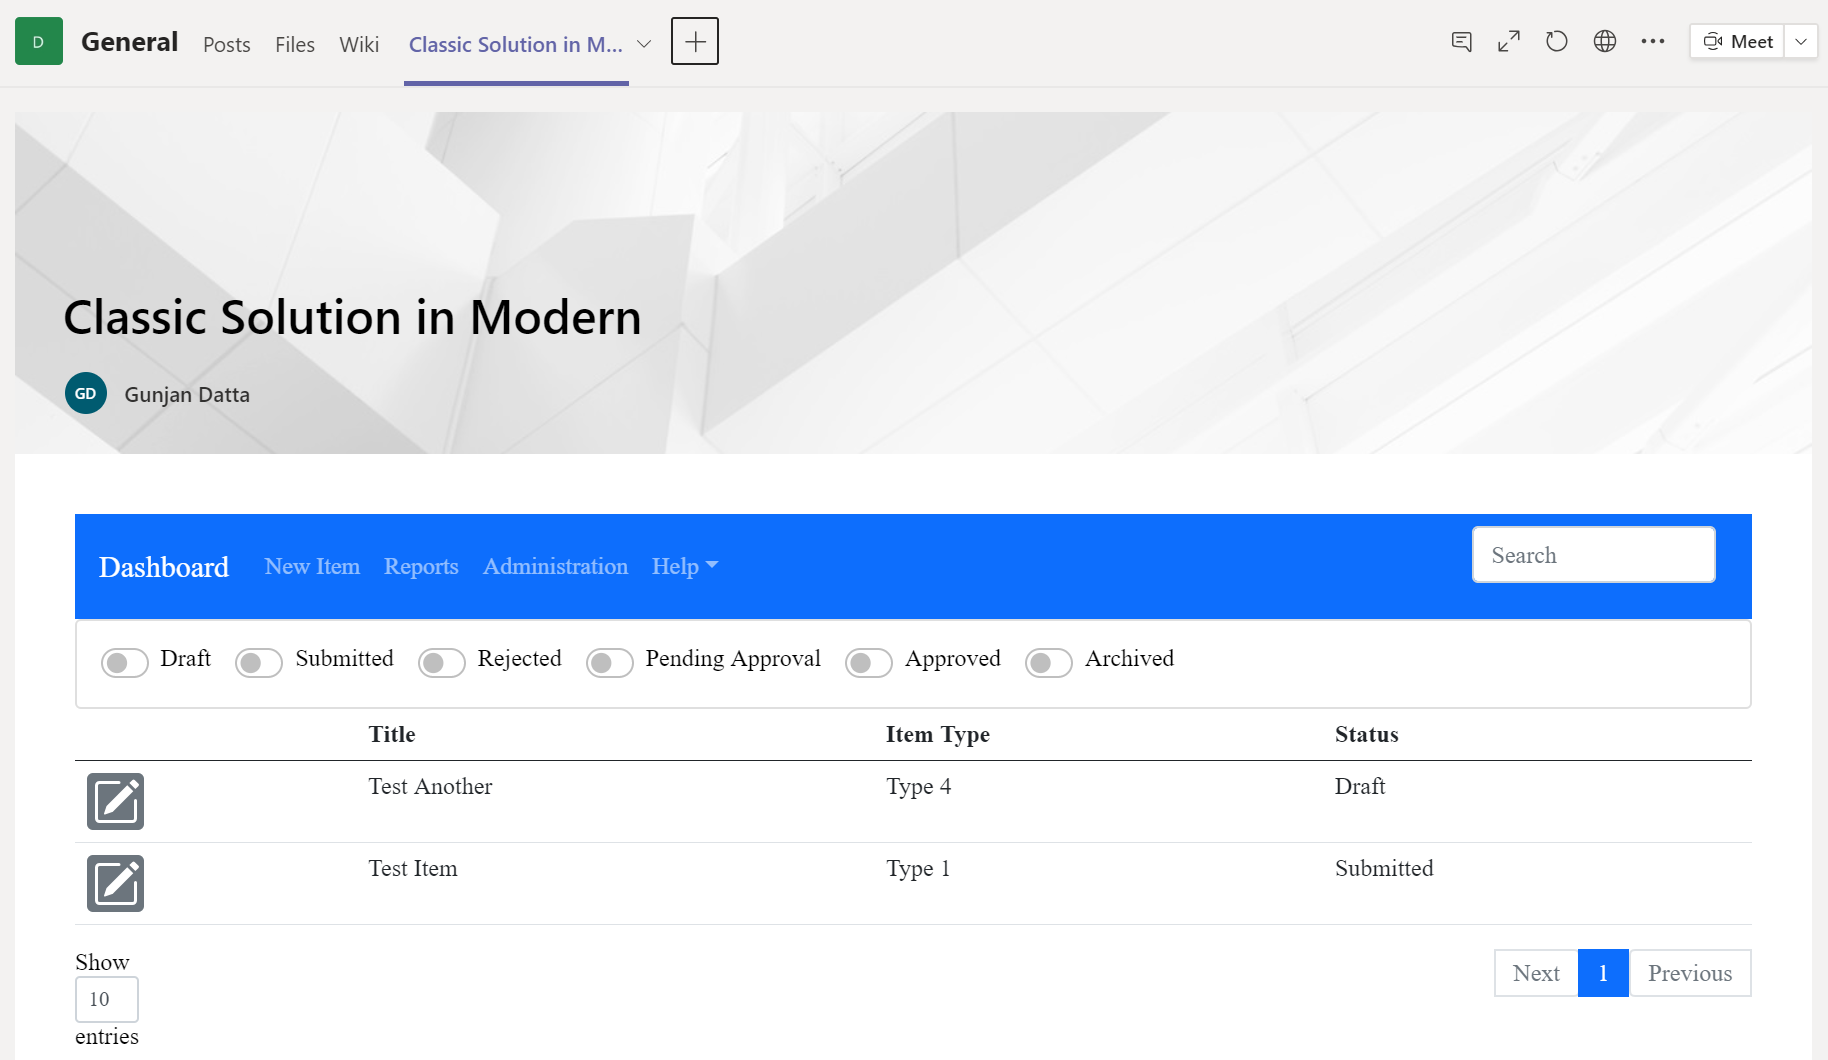 D General Posts Files Wiki Classic Solution in M... Meet
Classic Solution in Modern
GD Gunjan Datta
Dashboard New Item Reports Administration Help Search
Draft Submitted Rejected Pending Approval Approved Archived
Title Item Type Status
Test Another Type 4 Draft
Test Item Type 1 Submitted
Show
10
entries
Next 1 Previous